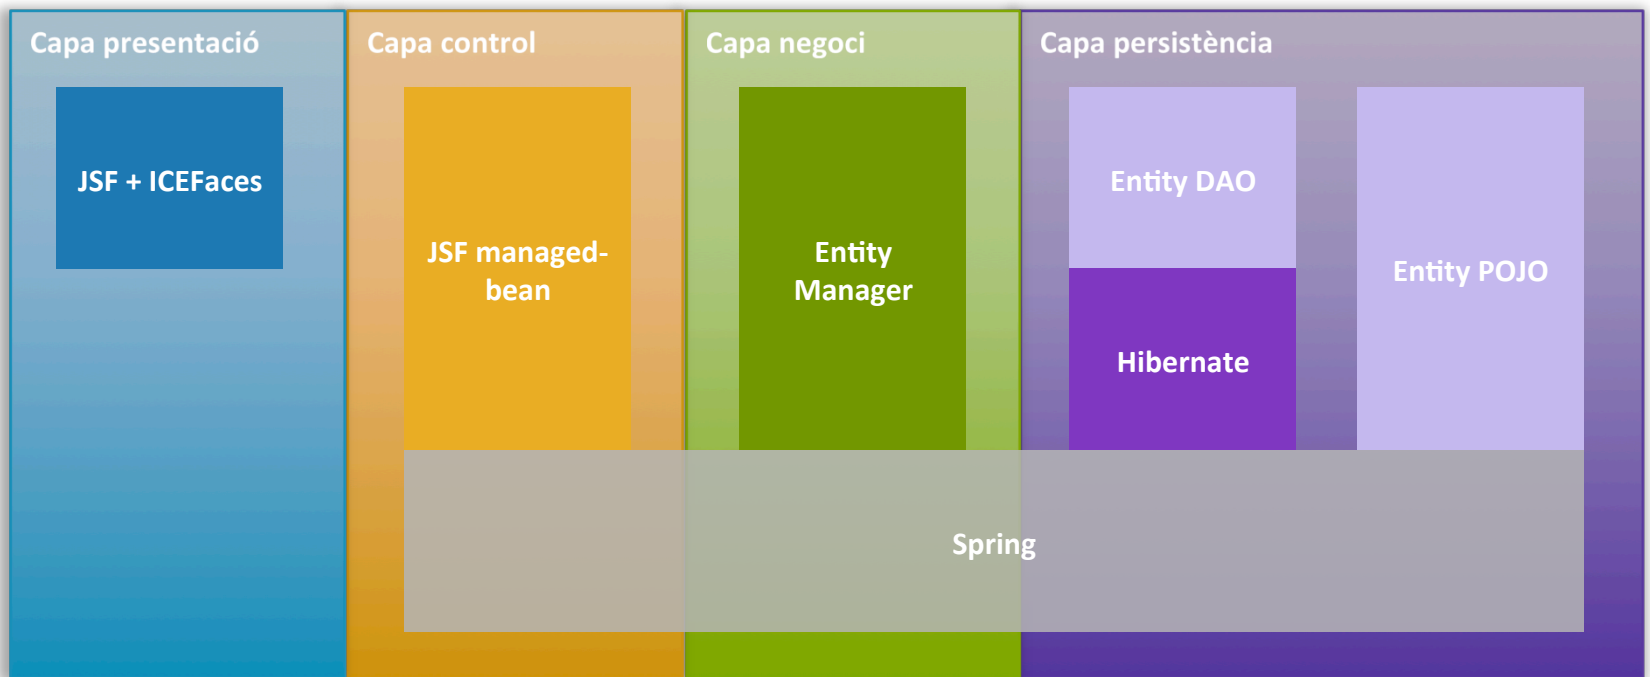 Capa presentació
Capa control
Capa negoci
Capa persistència
JSF + ICEFaces
JSF managed-
bean
Entity
Manager
Entity DAO
Hibernate
Entity POJO
Spring